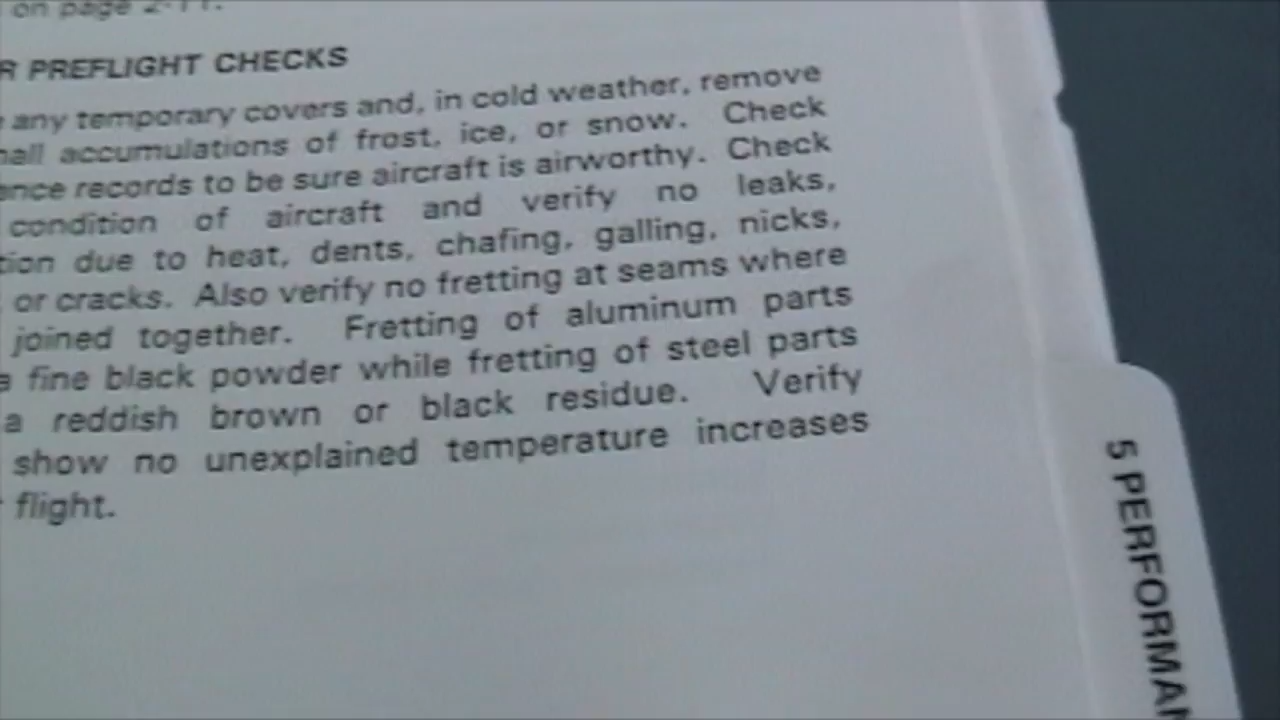 on page 2-11.
R PREFLIGHT CHECKS
any temporary covers and, in cold weather, remove
all accumulations of frost, ice, or snow. Check
ence records to be sure aircraft is airworthy. Check
condition of aircraft and verify no leaks,
tion due to heat, dents, chafing, galling, nicks,
or cracks. Also verify no fretting at seams where
joined together. Fretting of aluminum parts
a fine black powder while fretting of steel parts
a reddish brown or black residue. Verify
show no unexplained temperature increases
flight.
5 PERFORMAN